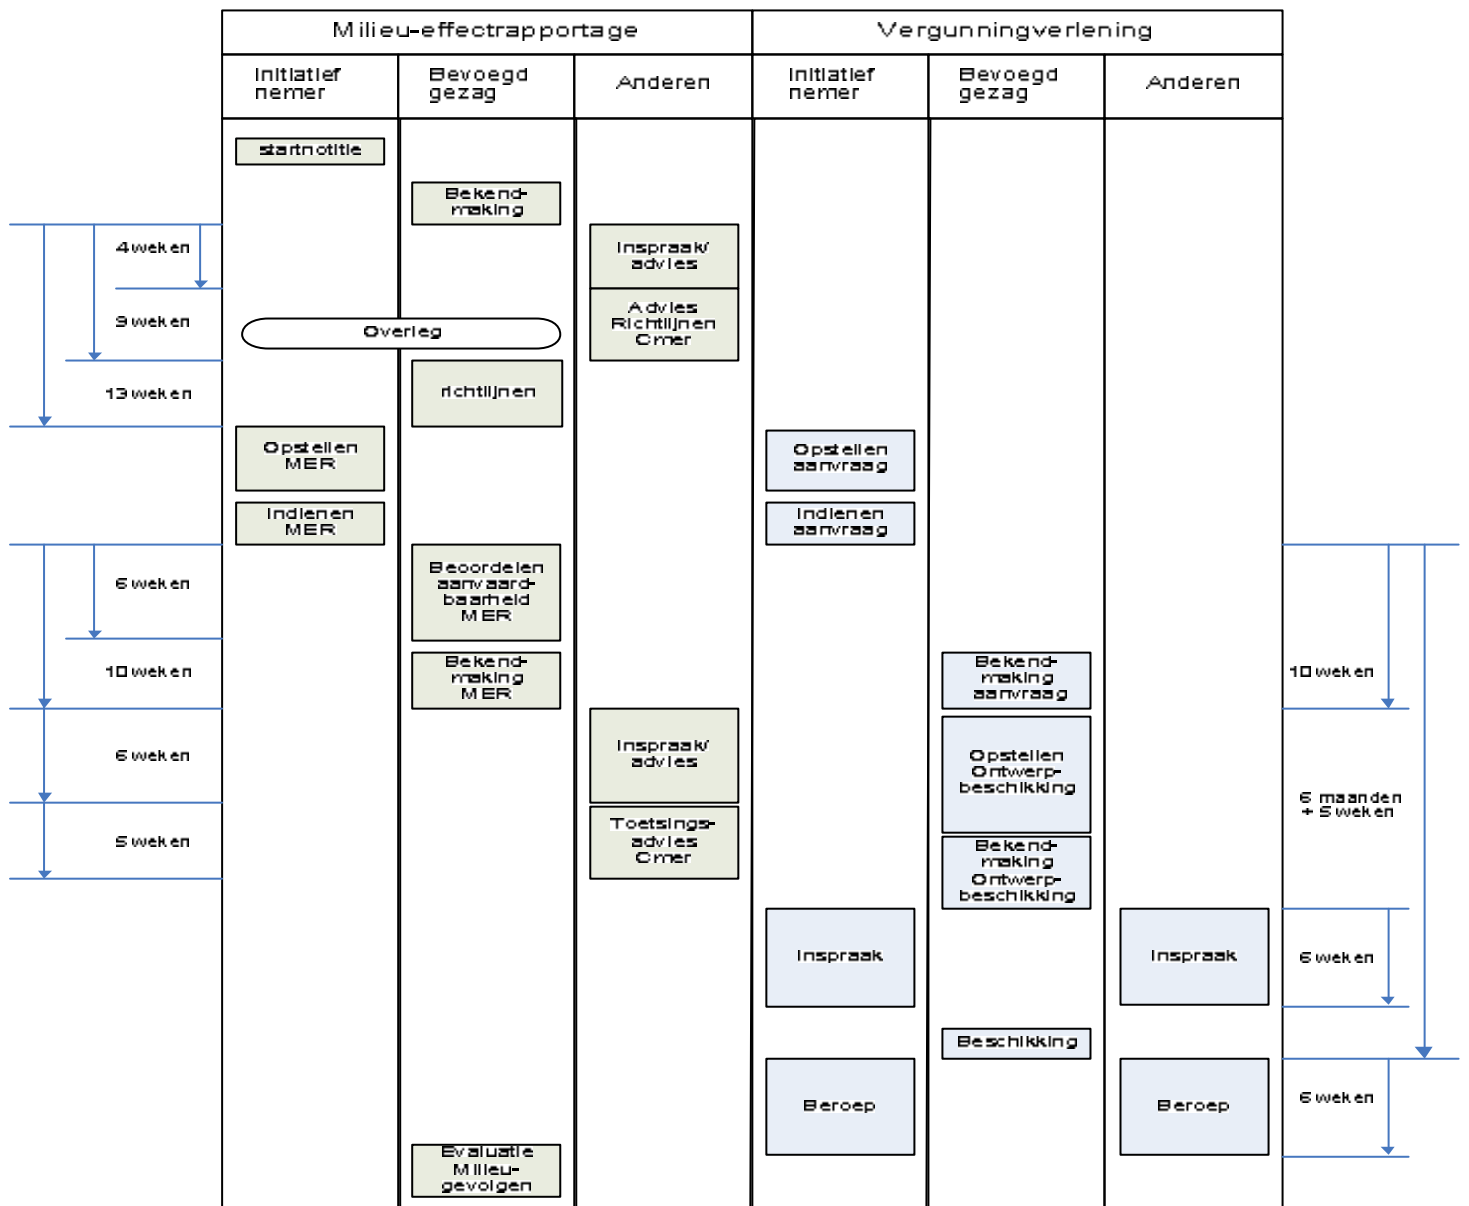 Milieu-effectrapportage
Vergunningverlening
Initiatief
nemer
Bevoegd
gezag
Anderen
Initiatief
nemer
Bevoegd
gezag
Anderen
startnotitie
Bekend-
making
4 weken
Inspraak/
advies
9 weken
Overleg
Advies
Richtlijnen
Cmer
13 weken
richtlijnen
Opstellen
MER
Opstellen
aanvraag
Indienen
MER
Indienen
aanvraag
6 weken
Beoordelen
aanvaard-
baarheid
MER
10 weken
Bekend-
making
MER
Bekend-
making
aanvraag
10 weken
6 weken
Inspraak/
advies
Opstellen
Ontwerp-
beschikking
6 maanden
+ 5 weken
5 weken
Toetsings-
advies
Cmer
Bekend-
making
Ontwerp-
beschikking
Inspraak
Inspraak
6 weken
Beschikking
Beroep
Beroep
6 weken
Evaluatie
Milieu-
gevolgen